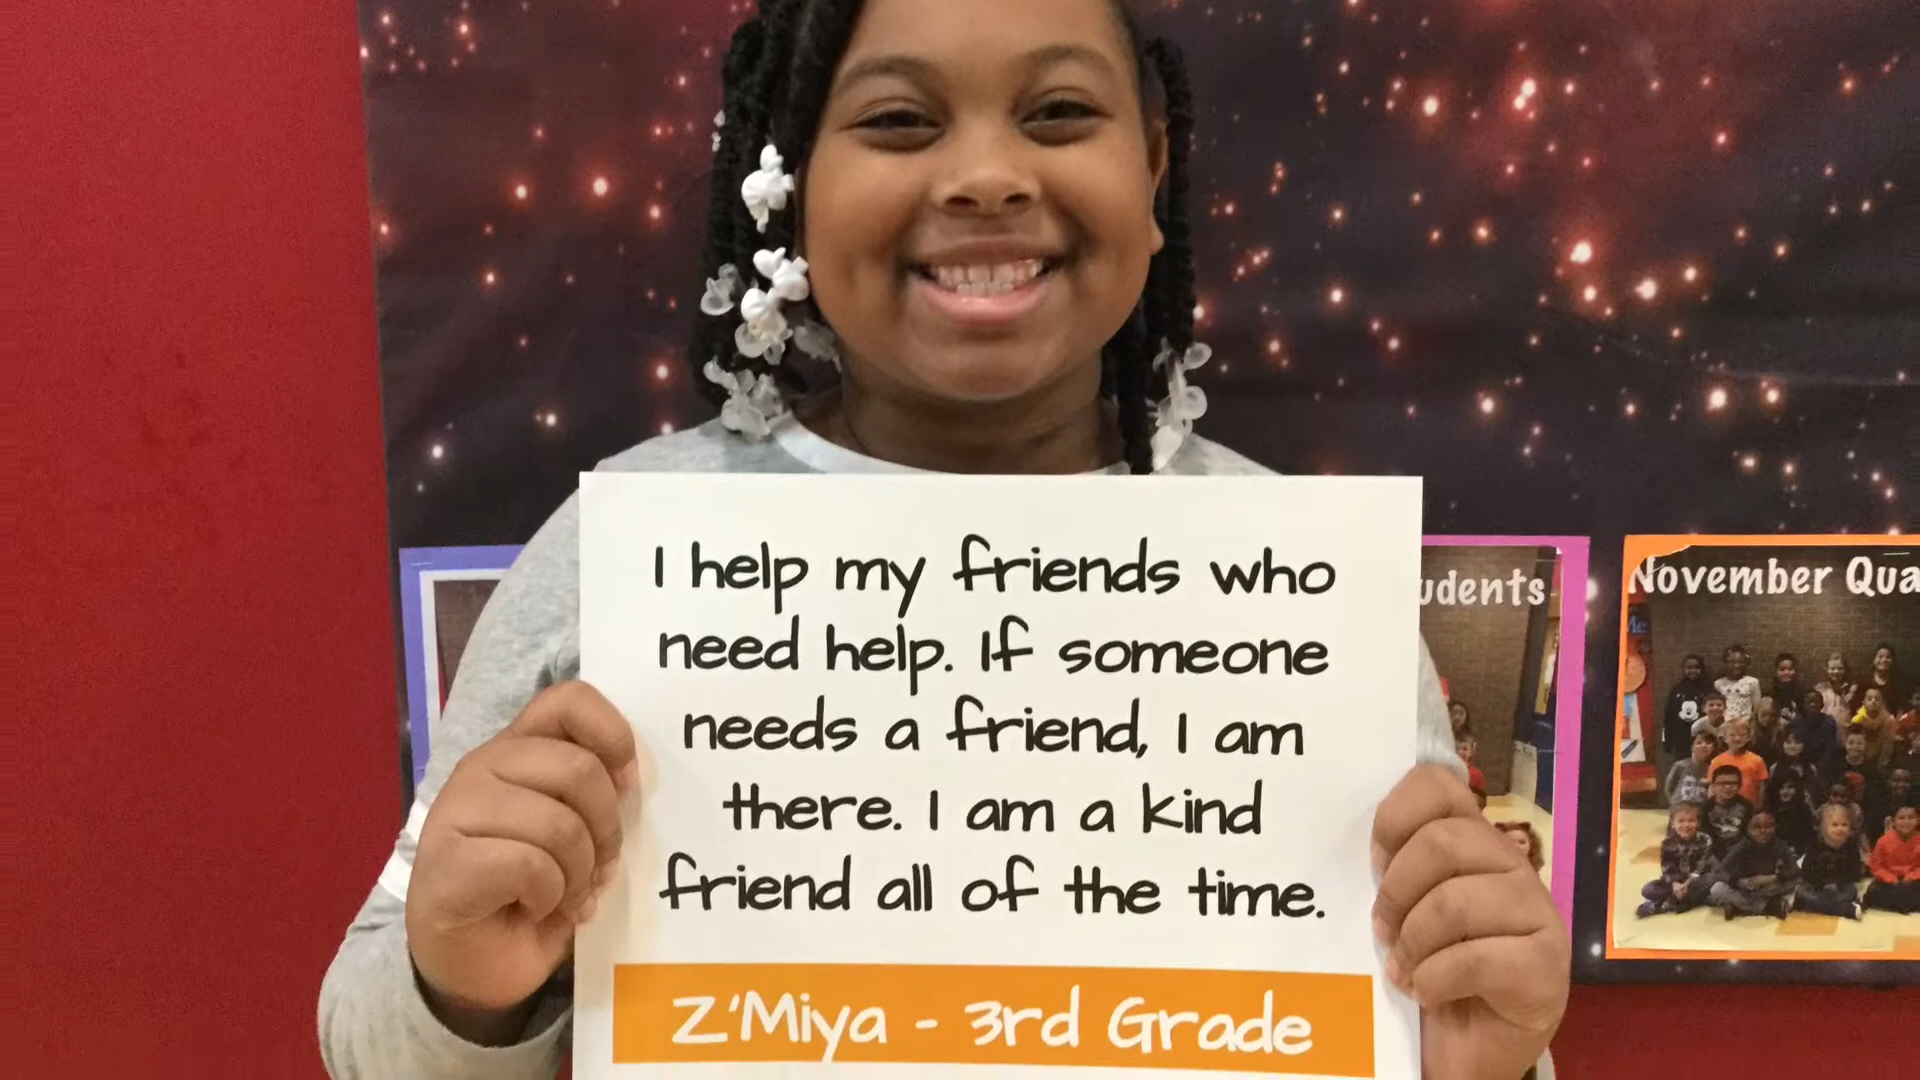 I help my friends who
need help. If someone
needs a friend, I am
there. I am a kind
friend all of the time.
Z'Miya - 3rd Grade
udents
November Qua
Me